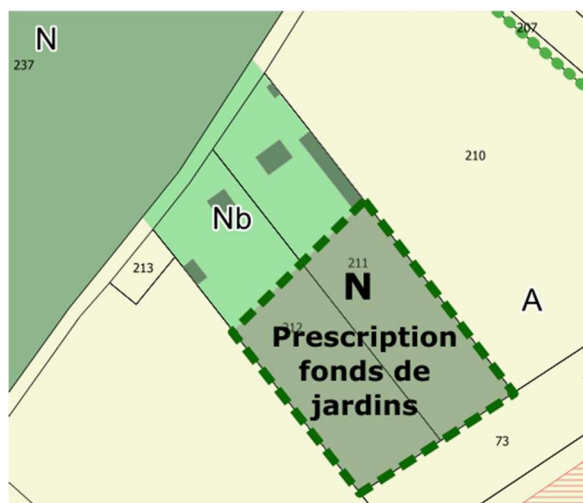 N
207
237
210
Nb
213
211
N
A
212
Prescription
fonds de
jardins
73